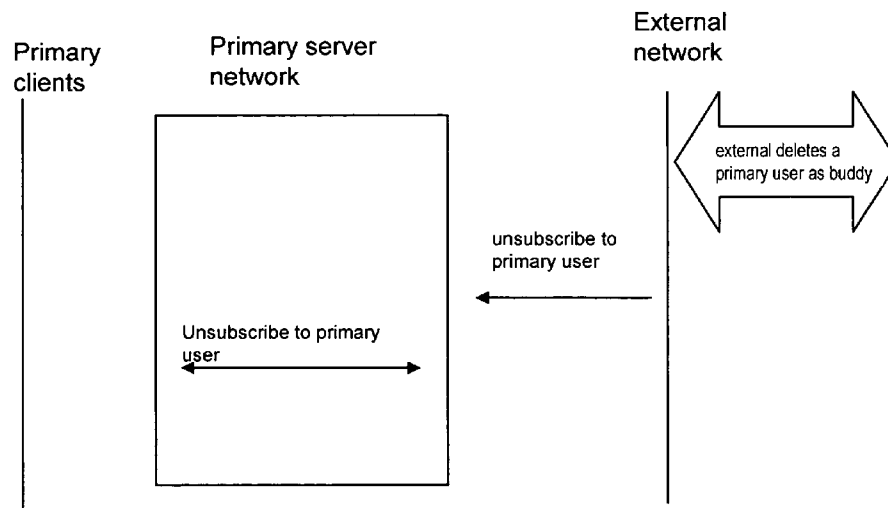 Primary
clients
Primary server
network
External
network
external deletes a
primary user as buddy
unsubscribe to
primary user
Unsubscribe to primary
user